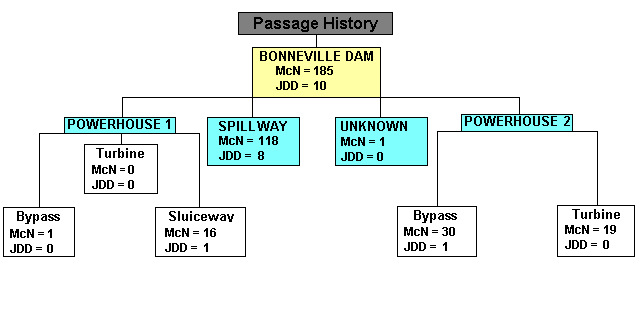 Passage History
BONNEVILLE DAM
McN = 185
JDD = 10
POWERHOUSE 1
SPILLWAY
McN = 118
JDD = 8
UNKNOWN
McN = 1
JDD = 0
POWERHOUSE 2
Turbine
McN = 0
JDD = 0
Bypass
McN = 1
JDD = 0
Sluiceway
McN = 16
JDD = 1
Bypass
McN = 30
JDD = 1
Turbine
McN = 19
JDD = 0